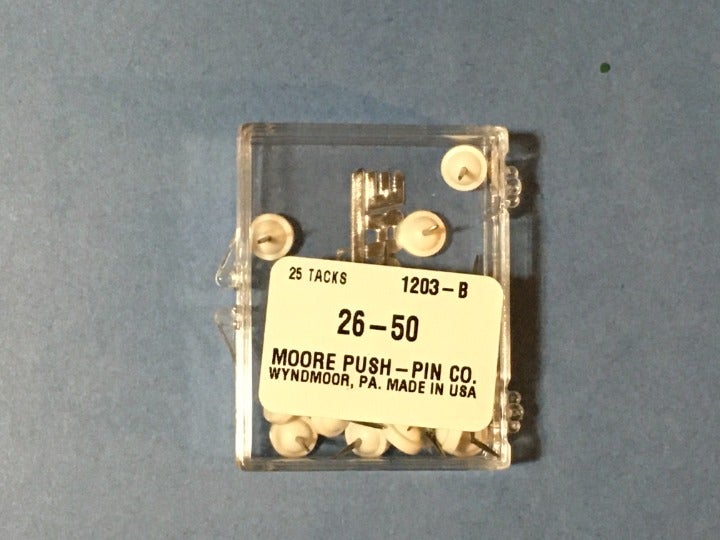 25 TACKS 1203-B
26-50
MOORE PUSH-PIN CO.
WYNDMOOR, PA. MADE IN USA